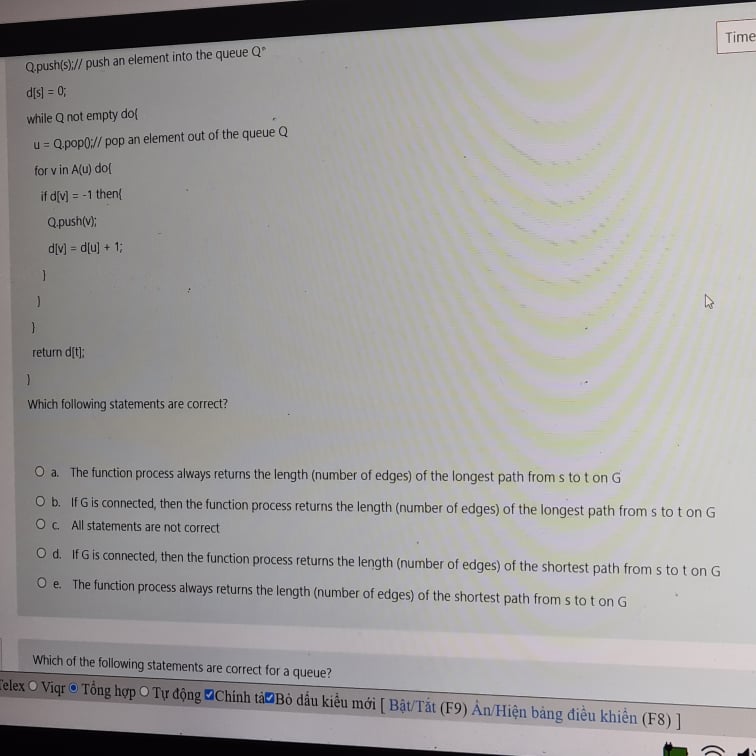 Time
Q.push(s);// push an element into the queue Q"
d[s] = 0;
while Q not empty do{
u = Q.pop();// pop an element out of the queue Q
for v in A(u) do{
if d[v] = -1 then{
Q.push(v);
d[v] = d[u] + 1;
}
}
}
return d[t];
}
Which following statements are correct?
a. The function process always returns the length (number of edges) of the longest path from s to t on G
b. If G is connected, then the function process returns the length (number of edges) of the longest path from s to t on G
c. All statements are not correct
d. If G is connected, then the function process returns the length (number of edges) of the shortest path from s to t on G
e. The function process always returns the length (number of edges) of the shortest path from s to t on G
Which of the following statements are correct for a queue?
Telex Viqr Tổng hợp Tự động Chính tả Bỏ dấu kiểu mới [ Bật/Tắt (F9) Ẩn/Hiện bảng điều khiển (F8) ]